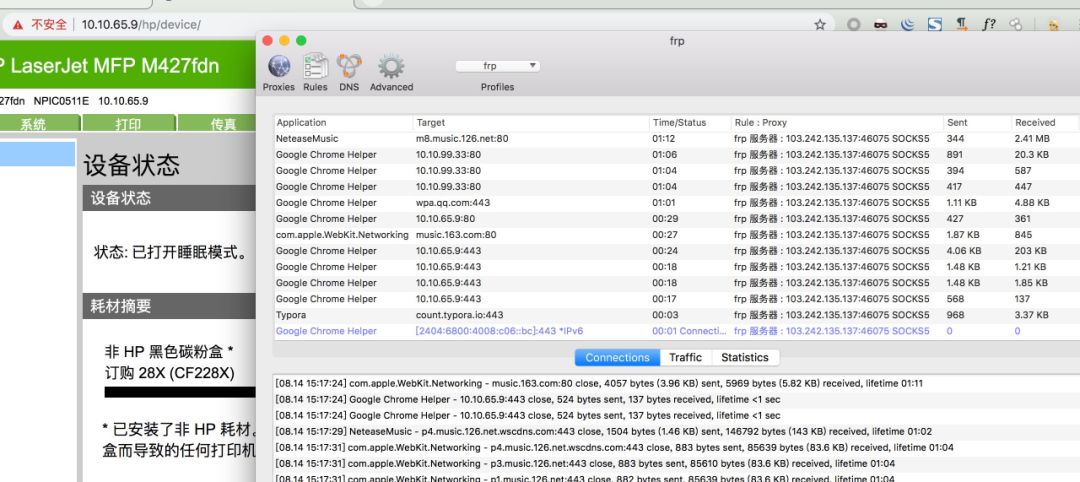 不安全 10.10.65.9/hp/device/
f?
frp
P LaserJet MFP M427fdn
27fdn NPIC0511E 10.10.65.9
系统 打印 传真
设备状态
设备状态
状态: 已打开睡眠模式。
耗材摘要
非 HP 黑色碳粉盒 *
订购 28X (CF228X)
* 已安装了非 HP 耗材。
盒而导致的任何打印机
Proxies Rules DNS Advanced
frp
Profiles
Application Target Time/Status Rule : Proxy Sent Received
NeteaseMusic m8.music.126.net:80 01:12 frp 服务器 : 103.242.135.137:46075 SOCKS5 344 2.41 MB
Google Chrome Helper 10.10.99.33:80 01:06 frp 服务器 : 103.242.135.137:46075 SOCKS5 891 20.3 KB
Google Chrome Helper 10.10.99.33:80 01:04 frp 服务器 : 103.242.135.137:46075 SOCKS5 394 587
Google Chrome Helper 10.10.99.33:80 01:04 frp 服务器 : 103.242.135.137:46075 SOCKS5 417 447
Google Chrome Helper wpa.qq.com:443 01:01 frp 服务器 : 103.242.135.137:46075 SOCKS5 1.11 KB 4.88 KB
Google Chrome Helper 10.10.65.9:80 00:29 frp 服务器 : 103.242.135.137:46075 SOCKS5 427 361
com.apple.WebKit.Networking music.163.com:80 00:27 frp 服务器 : 103.242.135.137:46075 SOCKS5 1.87 KB 845
Google Chrome Helper 10.10.65.9:443 00:24 frp 服务器 : 103.242.135.137:46075 SOCKS5 4.06 KB 203 KB
Google Chrome Helper 10.10.65.9:443 00:18 frp 服务器 : 103.242.135.137:46075 SOCKS5 1.48 KB 1.21 KB
Google Chrome Helper 10.10.65.9:443 00:18 frp 服务器 : 103.242.135.137:46075 SOCKS5 1.48 KB 1.85 KB
Google Chrome Helper 10.10.65.9:443 00:17 frp 服务器 : 103.242.135.137:46075 SOCKS5 568 137
Typora count.typora.io:443 00:03 frp 服务器 : 103.242.135.137:46075 SOCKS5 968 3.37 KB
Google Chrome Helper [2404:6800:4008:c06::bc]:443 *IPv6 00:01 Connecti... frp 服务器 : 103.242.135.137:46075 SOCKS5 0 0
Connections Traffic Statistics
[08.14 15:17:24] com.apple.WebKit.Networking - music.163.com:80 close, 4057 bytes (3.96 KB) sent, 5969 bytes (5.82 KB) received, lifetime 01:11
[08.14 15:17:24] Google Chrome Helper - 10.10.65.9:443 close, 524 bytes sent, 137 bytes received, lifetime <1 sec
[08.14 15:17:24] Google Chrome Helper - 10.10.65.9:443 close, 524 bytes sent, 137 bytes received, lifetime <1 sec
[08.14 15:17:29] NeteaseMusic - p4.music.126.net.wscdns.com:443 close, 1504 bytes (1.46 KB) sent, 146792 bytes (143 KB) received, lifetime 01:02
[08.14 15:17:31] com.apple.WebKit.Networking - p4.music.126.net.wscdns.com:443 close, 883 bytes sent, 85639 bytes (83.6 KB) received, lifetime 01:04
[08.14 15:17:31] com.apple.WebKit.Networking - p3.music.126.net:443 close, 883 bytes sent, 85610 bytes (83.6 KB) received, lifetime 01:04
[08.14 15:17:31] com.apple.WebKit.Networking - p1.music.126.net:443 close, 882 bytes sent, 85639 bytes (83.6 KB) received, lifetime 01:04